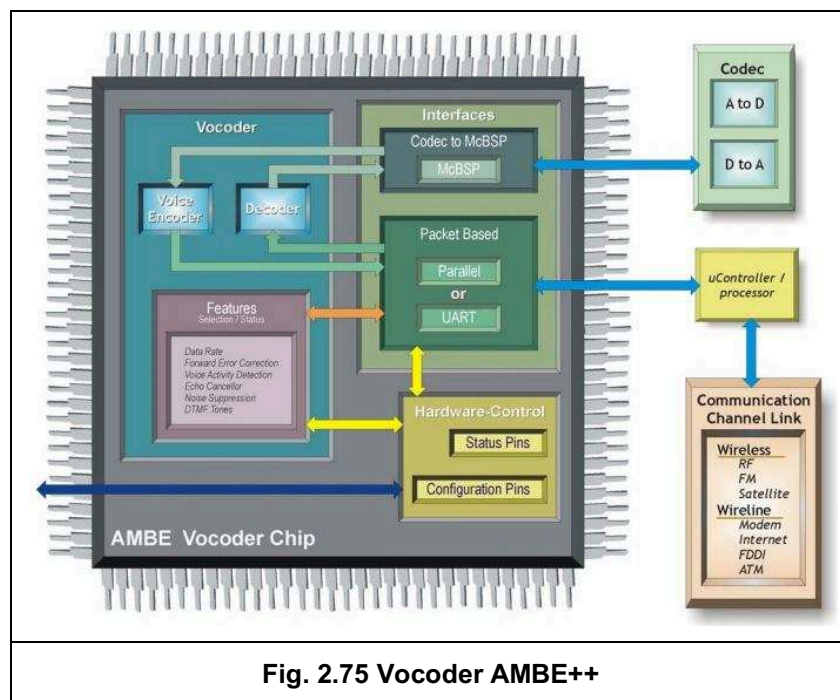 Vocoder
Voice
Encoder
Decoder
Features
Selection / Status
Data Rate
Forward Error Correction
Voice Activity Detection
Echo Cancellor
Noise Suppression
DTMF Tones
Interfaces
Codec to McBSP
McBSP
Packet Based
Parallel
or
UART
Hardware-Control
Status Pins
Configuration Pins
AMBE Vocoder Chip
Codec
A to D
D to A
uController /
processor
Communication
Channel Link
Wireless
RF
FM
Satellite
Wireline
Modem
Internet
FDDI
ATM
Fig. 2.75 Vocoder AMBE++